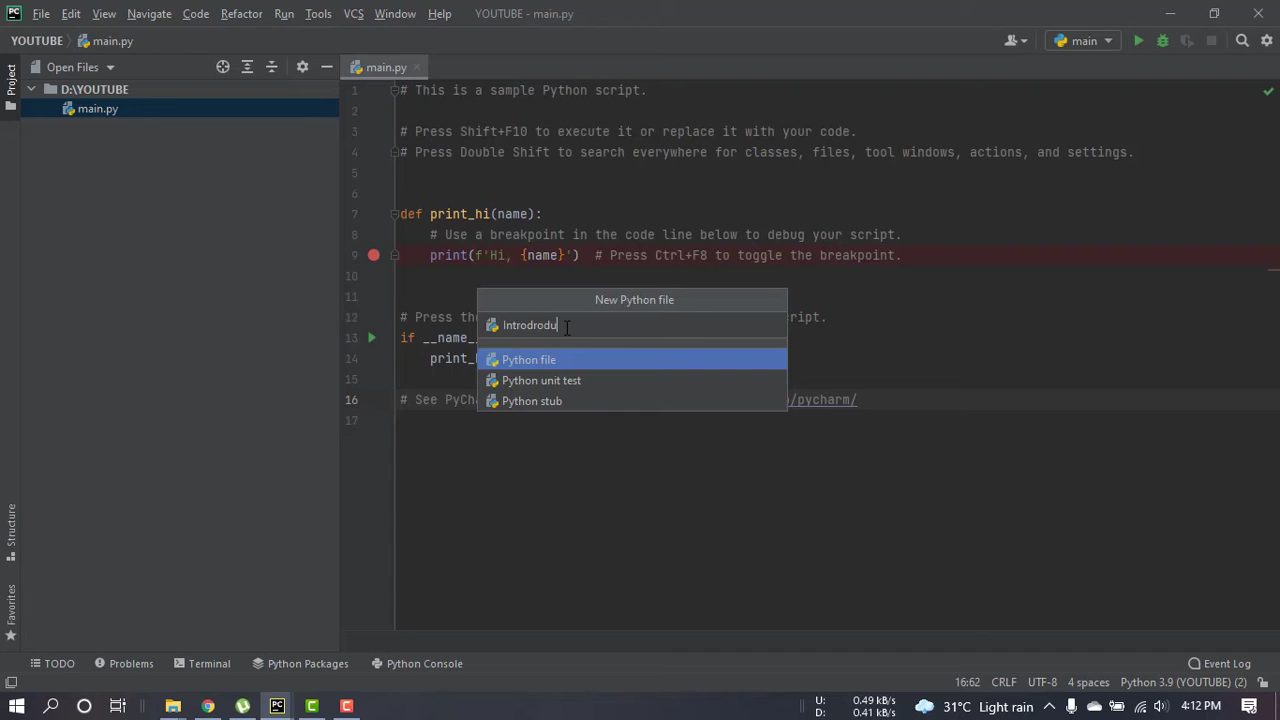 PC File Edit View Navigate Code Refactor Run Tools VCS Window Help YOUTUBE - main.py
YOUTUBE main.py main
Project
Open Files
D:\YOUTUBE
main.py
main.py
1 # This is a sample Python script.
2
3 # Press Shift+F10 to execute it or replace it with your code.
4 # Press Double Shift to search everywhere for classes, files, tool windows, actions, and settings.
5
6
7 def print_hi(name):
8 # Use a breakpoint in the code line below to debug your script.
9 print(f'Hi, {name}') # Press Ctrl+F8 to toggle the breakpoint.
10
11
12 # Press the script.
13 if __name_
14 print_
15
16 # See PyCha /pycharm/
17
New Python file
Introdrodu
Python file
Python unit test
Python stub
Structure
Favorites
TODO Problems Terminal Python Packages Python Console Event Log
16:62 CRLF UTF-8 4 spaces Python 3.9 (YOUTUBE) (2)
PC C C U: 0.49 kB/s
D: 0.41 kB/s
31°C Light rain 4:12 PM